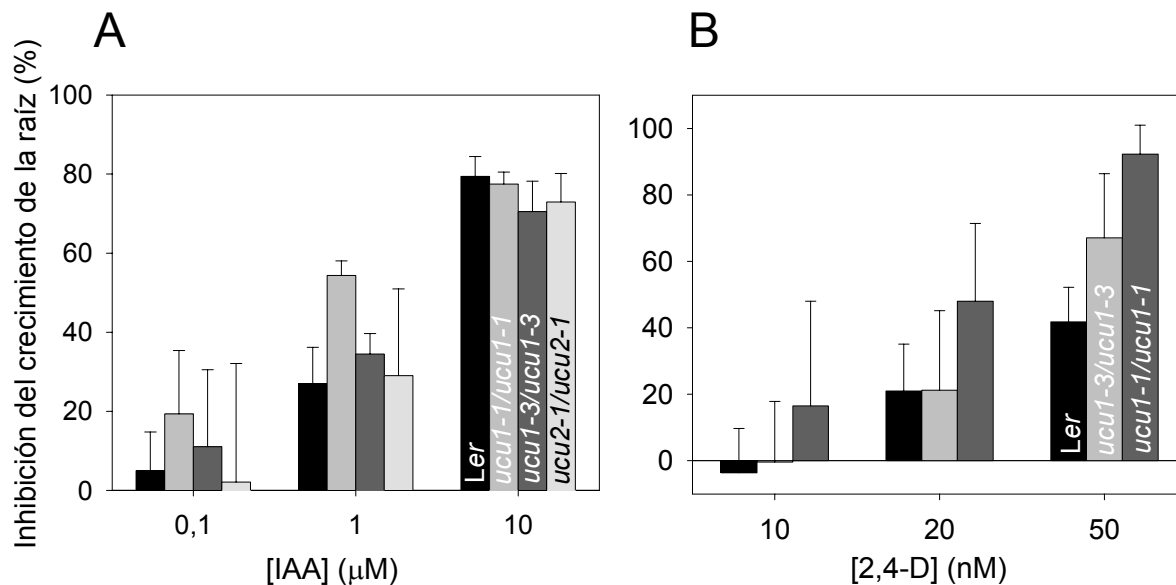 A
B
Inhibición del crecimiento de la raíz (%)
100
80
60
40
20
0
Ler
ucu1-1/ucu1-1
ucu1-3/ucu1-3
ucu2-1/ucu2-1
0,1
1
10
[IAA] (μM)
100
80
60
40
20
0
Ler
ucu1-3/ucu1-3
ucu1-1/ucu1-1
10
20
50
[2,4-D] (nM)